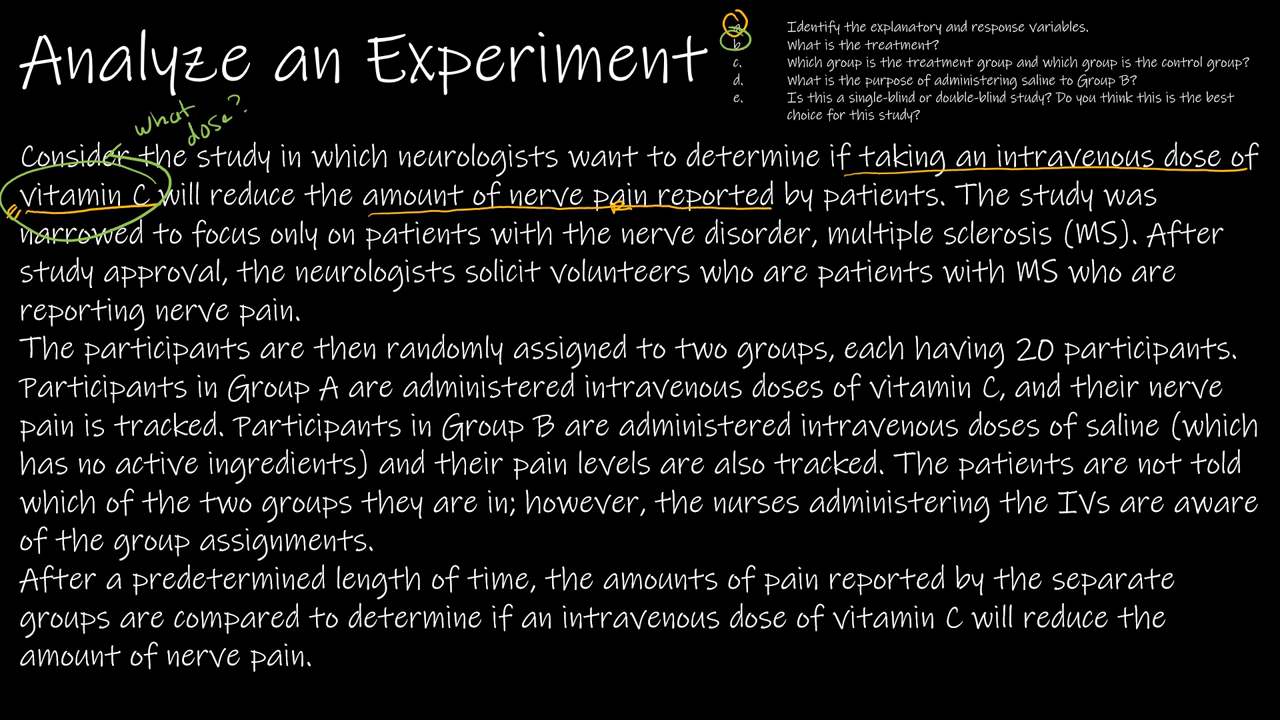 Analyze an Experiment
a. Identify the explanatory and response variables.
b. What is the treatment?
c. Which group is the treatment group and which group is the control group?
d. What is the purpose of administering saline to Group B?
e. Is this a single-blind or double-blind study? Do you think this is the best
choice for this study?
what
dose?
Consider the study in which neurologists want to determine if taking an intravenous dose of
vitamin C will reduce the amount of nerve pain reported by patients. The study was
narrowed to focus only on patients with the nerve disorder, multiple sclerosis (MS). After
study approval, the neurologists solicit volunteers who are patients with MS who are
reporting nerve pain.
The participants are then randomly assigned to two groups, each having 20 participants.
Participants in Group A are administered intravenous doses of vitamin C, and their nerve
pain is tracked. Participants in Group B are administered intravenous doses of saline (which
has no active ingredients) and their pain levels are also tracked. The patients are not told
which of the two groups they are in; however, the nurses administering the IVs are aware
of the group assignments.
After a predetermined length of time, the amounts of pain reported by the separate
groups are compared to determine if an intravenous dose of vitamin C will reduce the
amount of nerve pain.